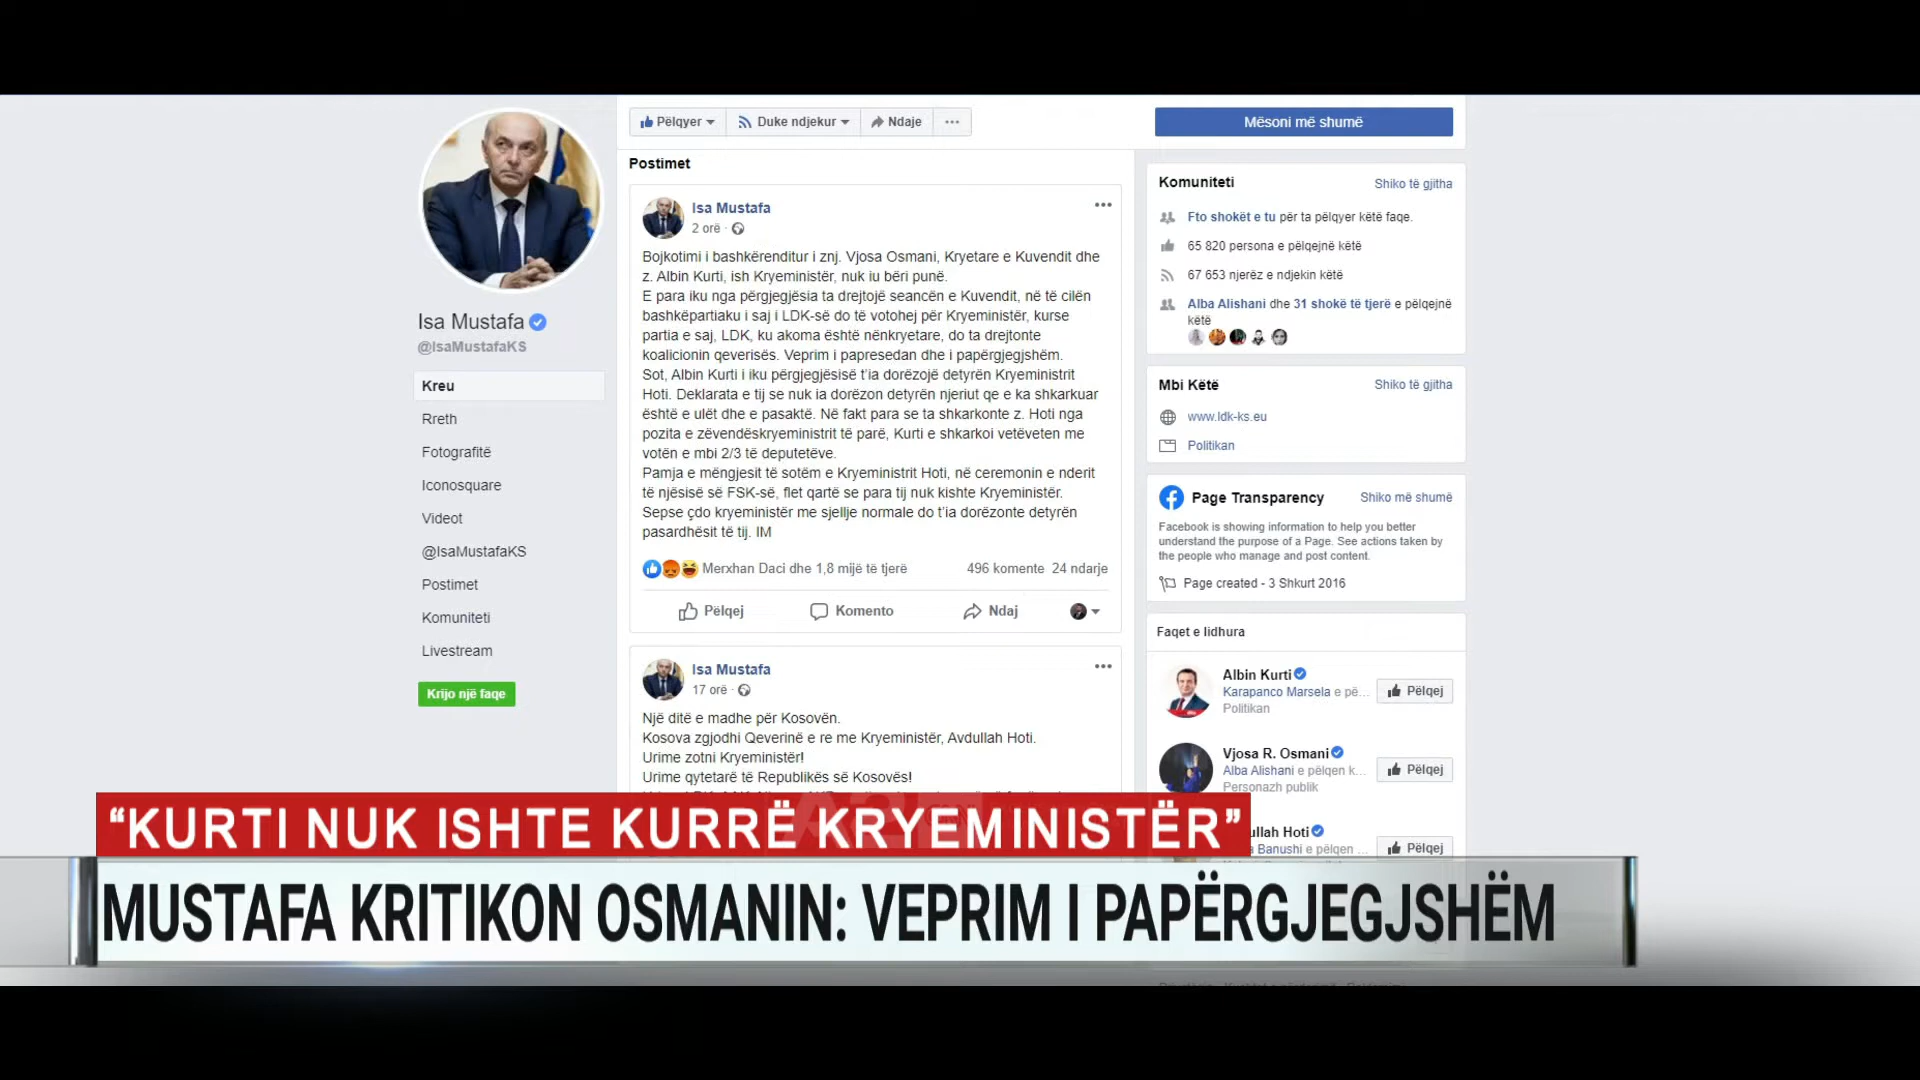 Pëlqyer
Duke ndjekur
Ndaje
Mësoni më shumë
Isa Mustafa
@IsaMustafaKS
Kreu
Rreth
Fotografitë
Iconosquare
Videot
@IsaMustafaKS
Postimet
Komuniteti
Livestream
Krijo një faqe
Postimet
Isa Mustafa
2 orë ·
Bojkotimi i bashkërenditur i znj. Vjosa Osmani, Kryetare e Kuvendit dhe
z. Albin Kurti, ish Kryeministër, nuk iu bëri punë.
E para iku nga përgjegjësia ta drejtojë seancën e Kuvendit, në të cilën
bashkëpartiaku i saj i LDK-së do të votohej për Kryeministër, kurse
partia e saj, LDK, ku akoma është nënkryetare, do ta drejtonte
koalicionin qeverisës. Veprim i papresedan dhe i papërgjegjshëm.
Sot, Albin Kurti i iku përgjegjësisë t'ia dorëzojë detyrën Kryeministrit
Hoti. Deklarata e tij se nuk ia dorëzon detyrën njeriut qe e ka shkarkuar
është e ulët dhe e pasaktë. Në fakt para se ta shkarkonte z. Hoti nga
pozita e zëvendëskryeministrit të parë, Kurti e shkarkoi vetëveten me
votën e mbi 2/3 të deputetëve.
Pamja e mëngjesit të sotëm e Kryeministrit Hoti, në ceremonin e nderit
të njësisë së FSK-së, flet qartë se para tij nuk kishte Kryeministër.
Sepse çdo kryeministër me sjellje normale do t'ia dorëzonte detyrën
pasardhësit të tij. IM
Merxhan Daci dhe 1,8 mijë të tjerë
496 komente 24 ndarje
Pëlqej
Komento
Ndaj
Isa Mustafa
17 orë ·
Një ditë e madhe për Kosovën.
Kosova zgjodhi Qeverinë e re me Kryeministër, Avdullah Hoti.
Urime zotni Kryeministër!
Urime qytetarë të Republikës së Kosovës!
Komuniteti
Shiko të gjitha
Fto shokët e tu për ta pëlqyer këtë faqe.
65 820 persona e pëlqejnë këtë
67 653 njerëz e ndjekin këtë
Alba Alishani dhe 31 shokë të tjerë e pëlqejnë
këtë
Mbi Këtë
Shiko të gjitha
www.ldk-ks.eu
Politikan
Page Transparency
Shiko më shumë
Facebook is showing information to help you better
understand the purpose of a Page. See actions taken by
the people who manage and post content.
Page created - 3 Shkurt 2016
Faqet e lidhura
Albin Kurti
Karapanco Marsela e pë...
Politikan
Pëlqej
Vjosa R. Osmani
Alba Alishani e pëlqen k...
Personazh publik
Pëlqej
ullah Hoti
Banushi e pëlqen ...
Pëlqej
“KURTI NUK ISHTE KURRË KRYEMINISTËR”
MUSTAFA KRITIKON OSMANIN: VEPRIM I PAPËRGJEGJSHËM